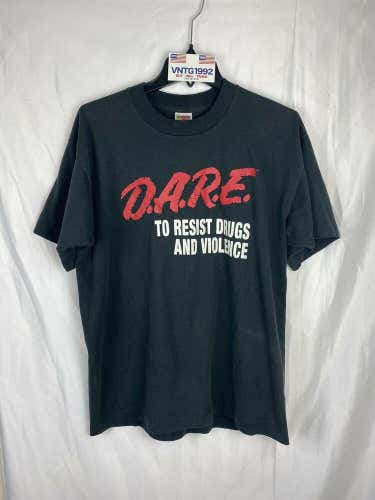 VNTG1992
D.A.R.E.
TO RESIST DRUGS
AND VIOLENCE